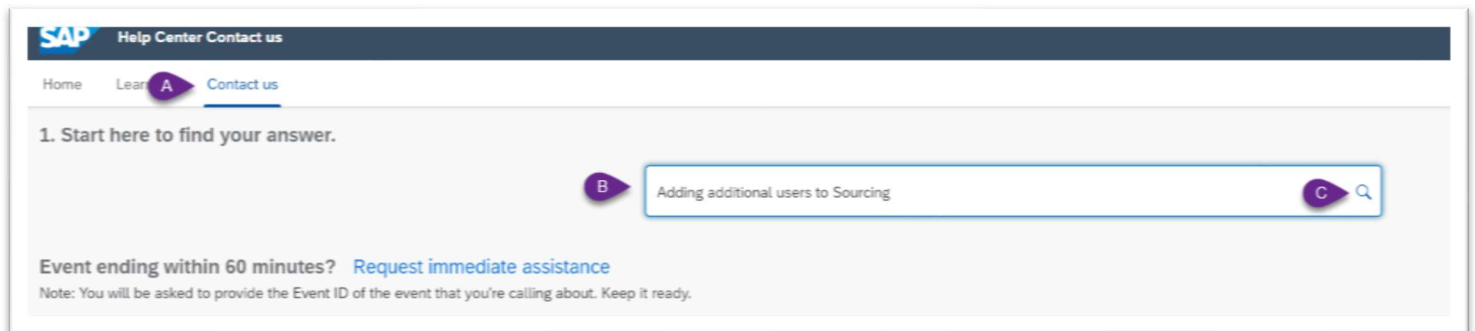 SAP Help Center Contact us
Home Lear A Contact us
1. Start here to find your answer.
B Adding additional users to Sourcing C
Event ending within 60 minutes? Request immediate assistance
Note: You will be asked to provide the Event ID of the event that you're calling about. Keep it ready.